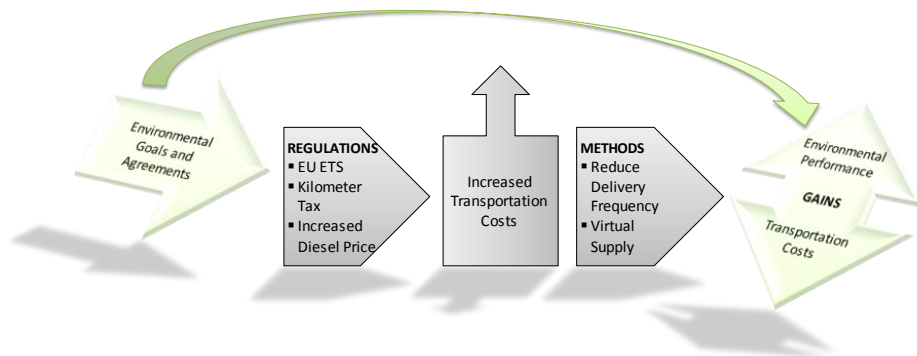 Environmental
Goals and
Agreements
REGULATIONS
▪ EU ETS
▪ Kilometer
Tax
▪ Increased
Diesel Price
Increased
Transportation
Costs
METHODS
▪ Reduce
Delivery
Frequency
▪ Virtual
Supply
Environmental
Performance
GAINS
Transportation
Costs